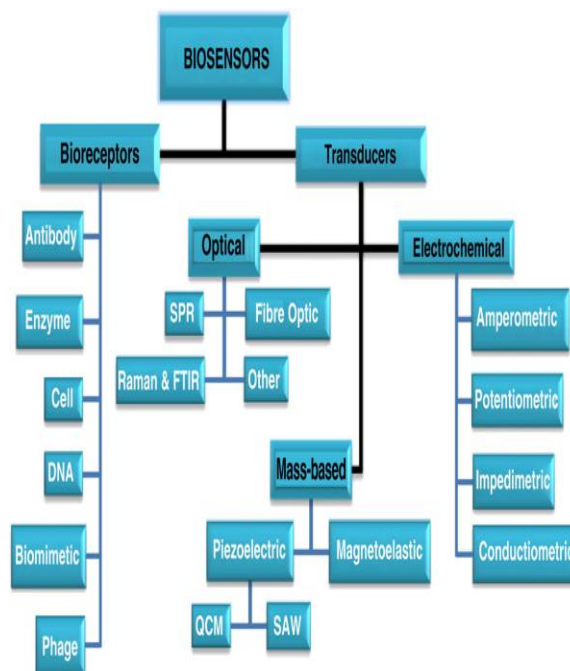 BIOSENSORS
Bioreceptors
Transducers
Antibody
Enzyme
Cell
DNA
Biomimetic
Phage
Optical
SPR
Fibre Optic
Raman & FTIR
Other
Electrochemical
Amperometric
Potentiometric
Impedimetric
Conductiometric
Mass-based
Piezoelectric
Magnetoelastic
QCM
SAW